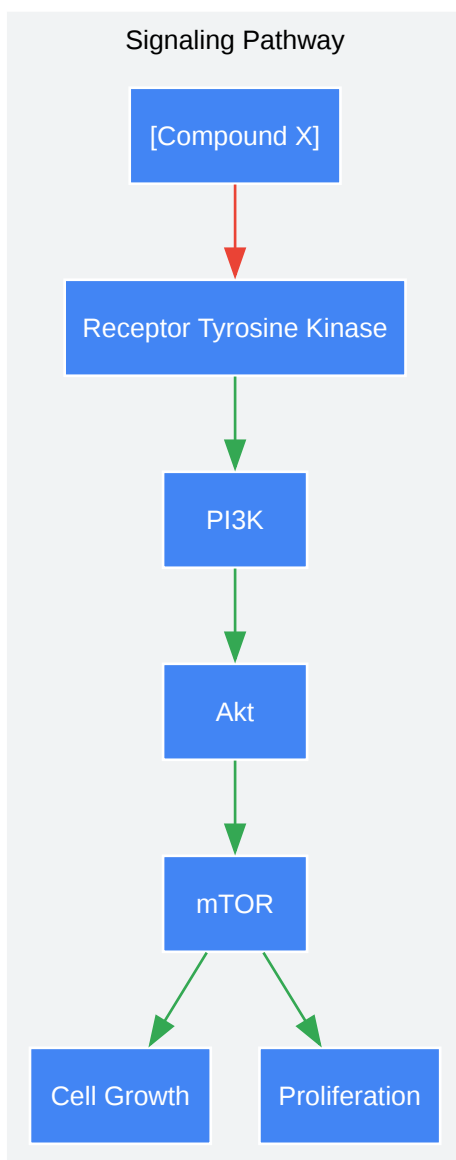 Signaling Pathway
[Compound X]
Receptor Tyrosine Kinase
PI3K
Akt
mTOR
Cell Growth
Proliferation